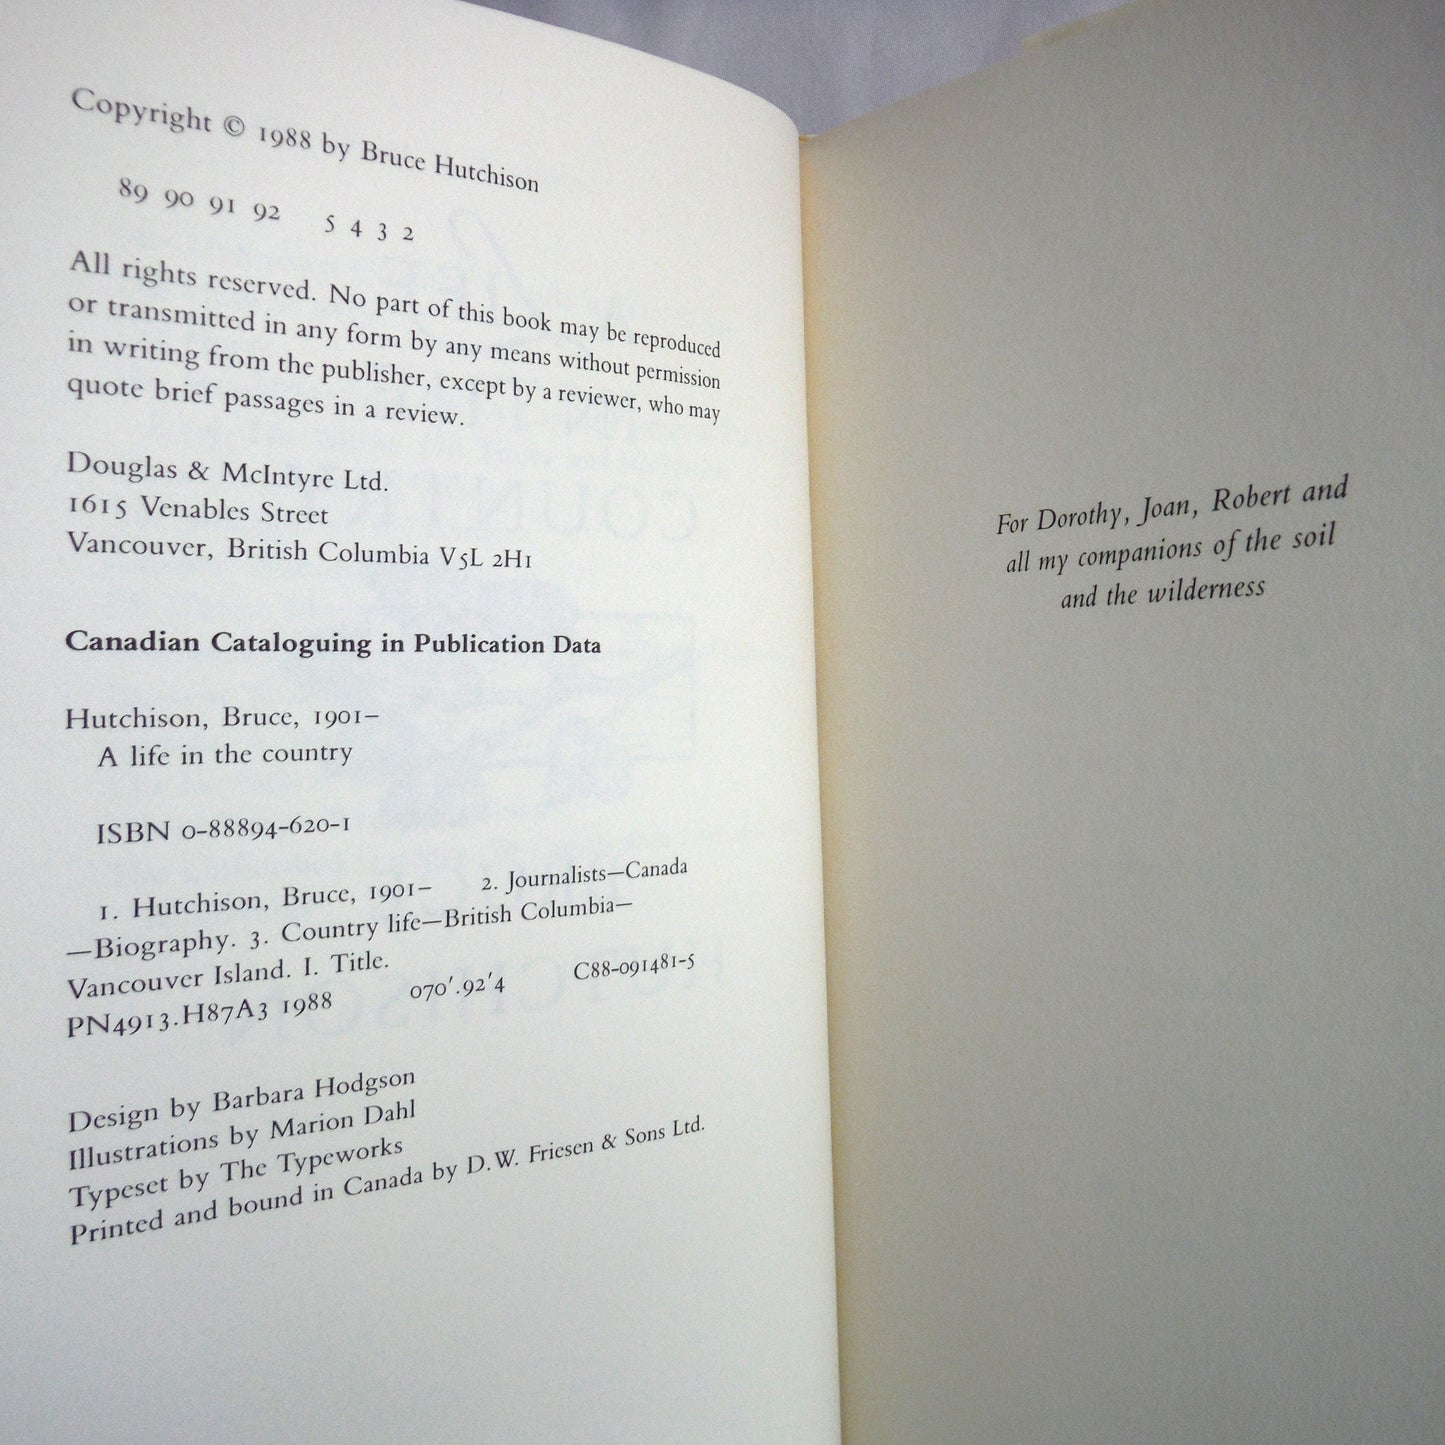 Copyright © 1988 by Bruce Hutchison
89 90 91 92 5 4 3 2
All rights reserved. No part of this book may be reproduced
or transmitted in any form by any means without permission
in writing from the publisher, except by a reviewer, who may
quote brief passages in a review.
Douglas & McIntyre Ltd.
1615 Venables Street
Vancouver, British Columbia V5L 2H1
Canadian Cataloguing in Publication Data
Hutchison, Bruce, 1901–
A life in the country
ISBN 0-88894-620-1
1. Hutchison, Bruce, 1901– 2. Journalists—Canada
—Biography. 3. Country life—British Columbia—
Vancouver Island. I. Title.
PN4913.H87A3 1988 070′.92′4 C88-091481-5
Design by Barbara Hodgson
Illustrations by Marion Dahl
Typeset by The Typeworks
Printed and bound in Canada by D.W. Friesen & Sons Ltd.
For Dorothy, Joan, Robert and
all my companions of the soil
and the wilderness